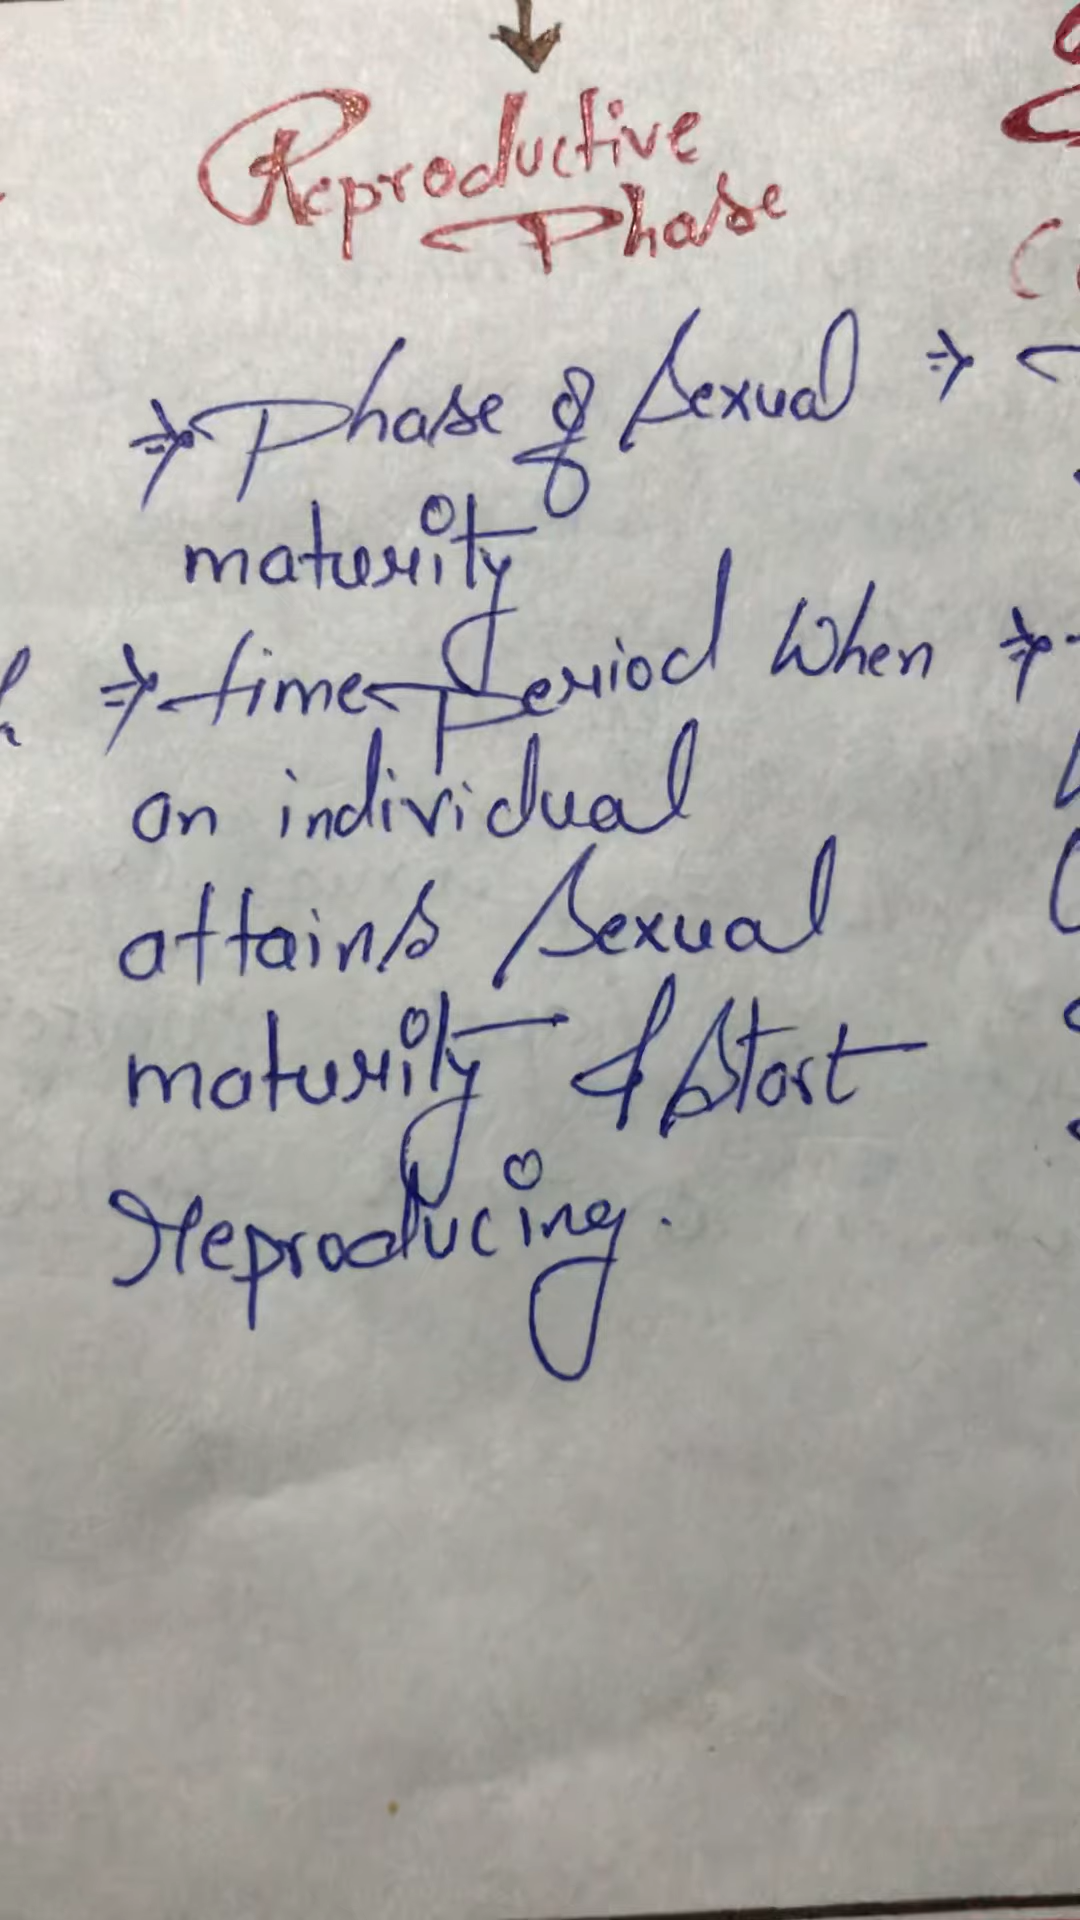 Reproductive
Phase
⇒ Phase of Sexual
maturity
⇒ time period When
an individual
attains Sexual
maturity & Start
Reproducing.